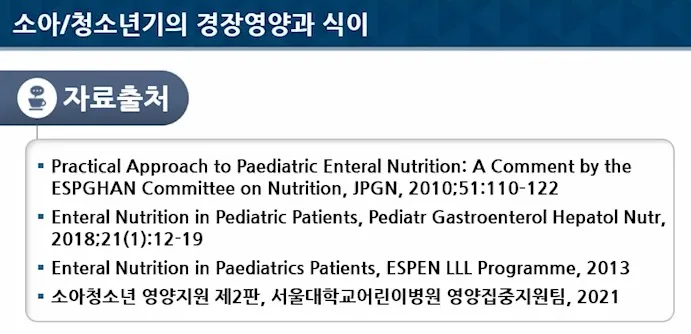 소아/청소년기의 경장영양과 식이
자료출처
▪ Practical Approach to Paediatric Enteral Nutrition: A Comment by the
ESPGHAN Committee on Nutrition, JPGN, 2010;51:110-122
▪ Enteral Nutrition in Pediatric Patients, Pediatr Gastroenterol Hepatol Nutr,
2018;21(1):12-19
▪ Enteral Nutrition in Paediatrics Patients, ESPEN LLL Programme, 2013
▪ 소아청소년 영양지원 제2판, 서울대학교어린이병원 영양집중지원팀, 2021